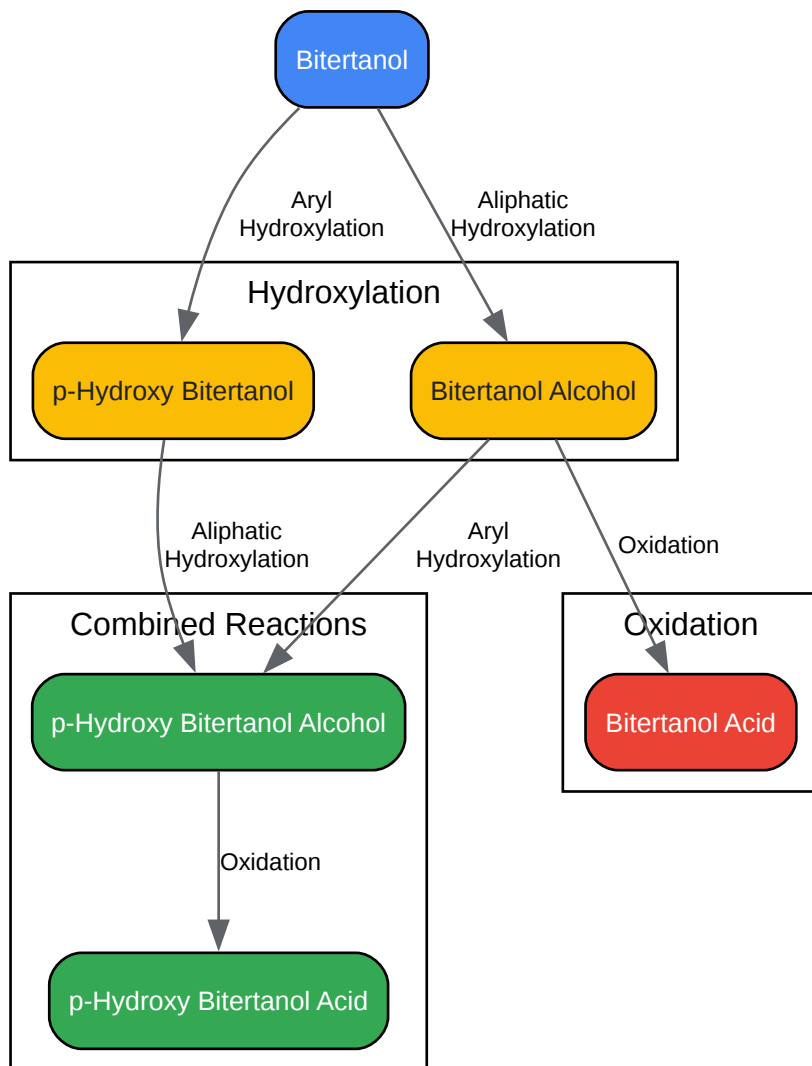 Bitertanol
Aryl
Hydroxylation
Aliphatic
Hydroxylation
Hydroxylation
p-Hydroxy Bitertanol
Bitertanol Alcohol
Aliphatic
Hydroxylation
Aryl
Hydroxylation
Oxidation
Combined Reactions
Oxidation
p-Hydroxy Bitertanol Alcohol
Bitertanol Acid
Oxidation
p-Hydroxy Bitertanol Acid